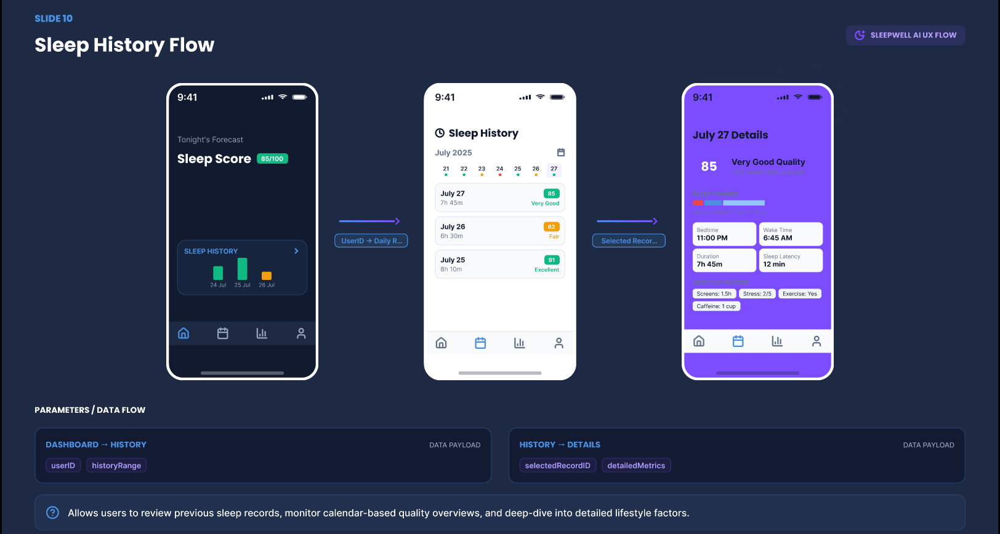 SLIDE 10
Sleep History Flow
SLEEPWELL AI UX FLOW
9:41
Tonight's Forecast
Sleep Score 85/100
SLEEP HISTORY
24 Jul 25 Jul 26 Jul
UserID → Daily R...
9:41
Sleep History
July 2025
21 22 23 24 25 26 27
July 27 85
7h 45m Very Good
July 26 62
6h 30m Fair
July 25 91
8h 10m Excellent
Selected Recor...
9:41
July 27 Details
85 Very Good Quality
SLEEP PHASES
Bedtime Wake Time
11:00 PM 6:45 AM
Duration Sleep Latency
7h 45m 12 min
LIFESTYLE FACTORS
Screens: 1.5h Stress: 2/5 Exercise: Yes
Caffeine: 1 cup
PARAMETERS / DATA FLOW
DASHBOARD → HISTORY DATA PAYLOAD
userID historyRange
HISTORY → DETAILS DATA PAYLOAD
selectedRecordID detailedMetrics
Allows users to review previous sleep records, monitor calendar-based quality overviews, and deep-dive into detailed lifestyle factors.